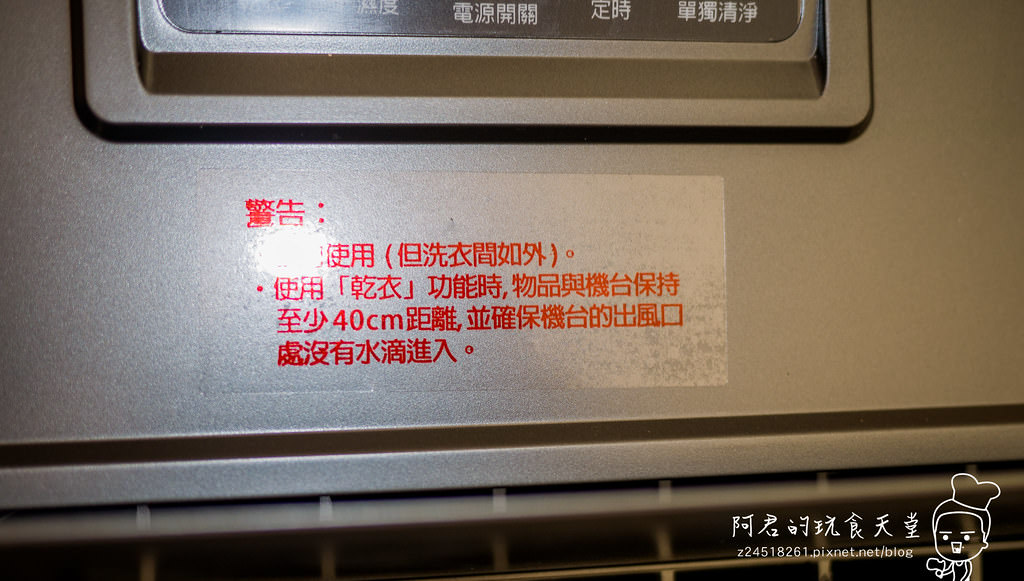 濕度 電源開關 定時 單獨清淨
警告：
使用（但洗衣間如外）。
・使用「乾衣」功能時, 物品與機台保持
至少40cm距離, 並確保機台的出風口
處沒有水滴進入。
阿君的玩食天堂
z24518261.pixnet.net/blog